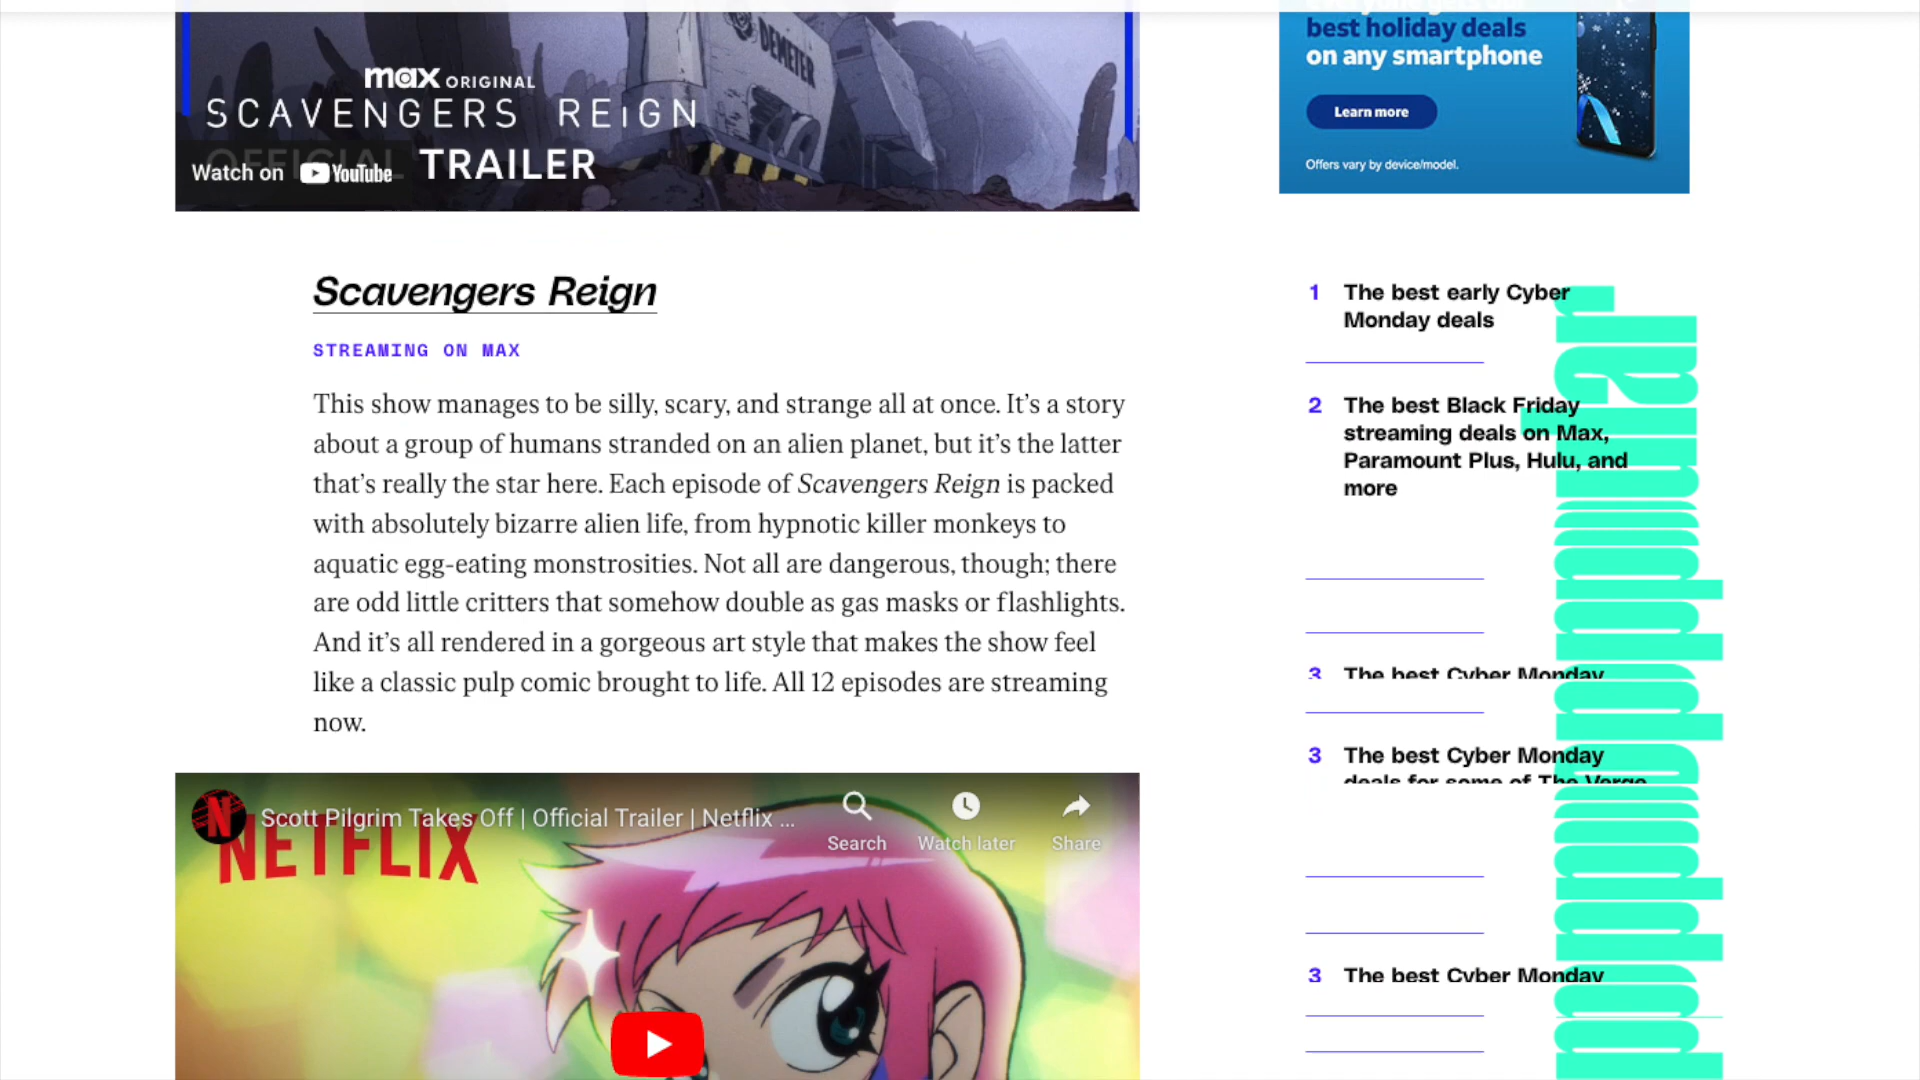 DEMETER
max ORIGINAL
SCAVENGERS REIGN
OFFICIAL TRAILER
Watch on YouTube
best holiday deals
on any smartphone
Learn more
Offers vary by device/model.
Scavengers Reign
STREAMING ON MAX
This show manages to be silly, scary, and strange all at once. It’s a story
about a group of humans stranded on an alien planet, but it’s the latter
that’s really the star here. Each episode of Scavengers Reign is packed
with absolutely bizarre alien life, from hypnotic killer monkeys to
aquatic egg-eating monstrosities. Not all are dangerous, though; there
are odd little critters that somehow double as gas masks or flashlights.
And it’s all rendered in a gorgeous art style that makes the show feel
like a classic pulp comic brought to life. All 12 episodes are streaming
now.
N
Scott Pilgrim Takes Off | Official Trailer | Netflix ...
NETFLIX
Search
Watch later
Share
1 The best early Cyber
Monday deals
2 The best Black Friday
streaming deals on Max,
Paramount Plus, Hulu, and
more
3 The best Cyber Monday
3 The best Cyber Monday
deals for some of The Verge
3 The best Cyber Monday